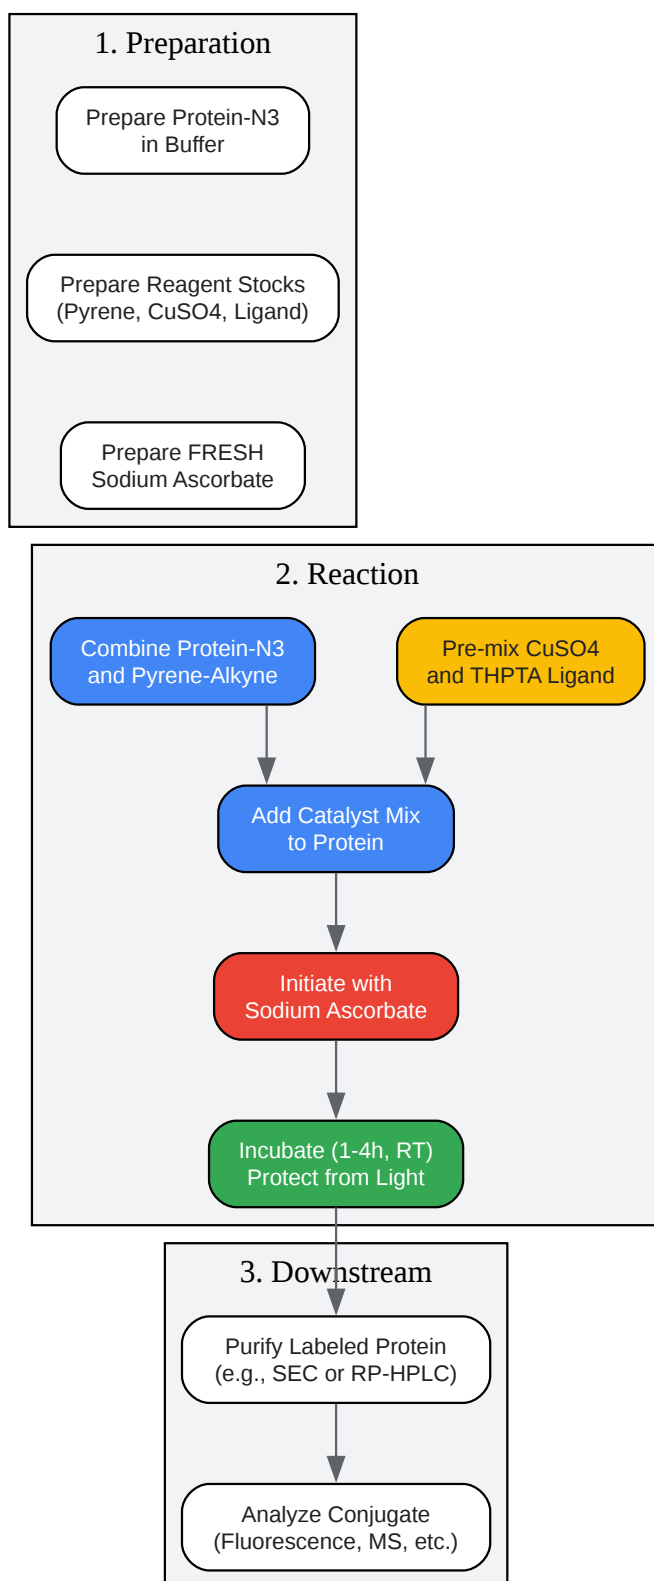 1. Preparation
Prepare Protein-N3
in Buffer
Prepare Reagent Stocks
(Pyrene, CuSO4, Ligand)
Prepare FRESH
Sodium Ascorbate
2. Reaction
Combine Protein-N3
and Pyrene-Alkyne
Pre-mix CuSO4
and THPTA Ligand
Add Catalyst Mix
to Protein
Initiate with
Sodium Ascorbate
Incubate (1-4h, RT)
Protect from Light
3. Downstream
Purify Labeled Protein
(e.g., SEC or RP-HPLC)
Analyze Conjugate
(Fluorescence, MS, etc.)